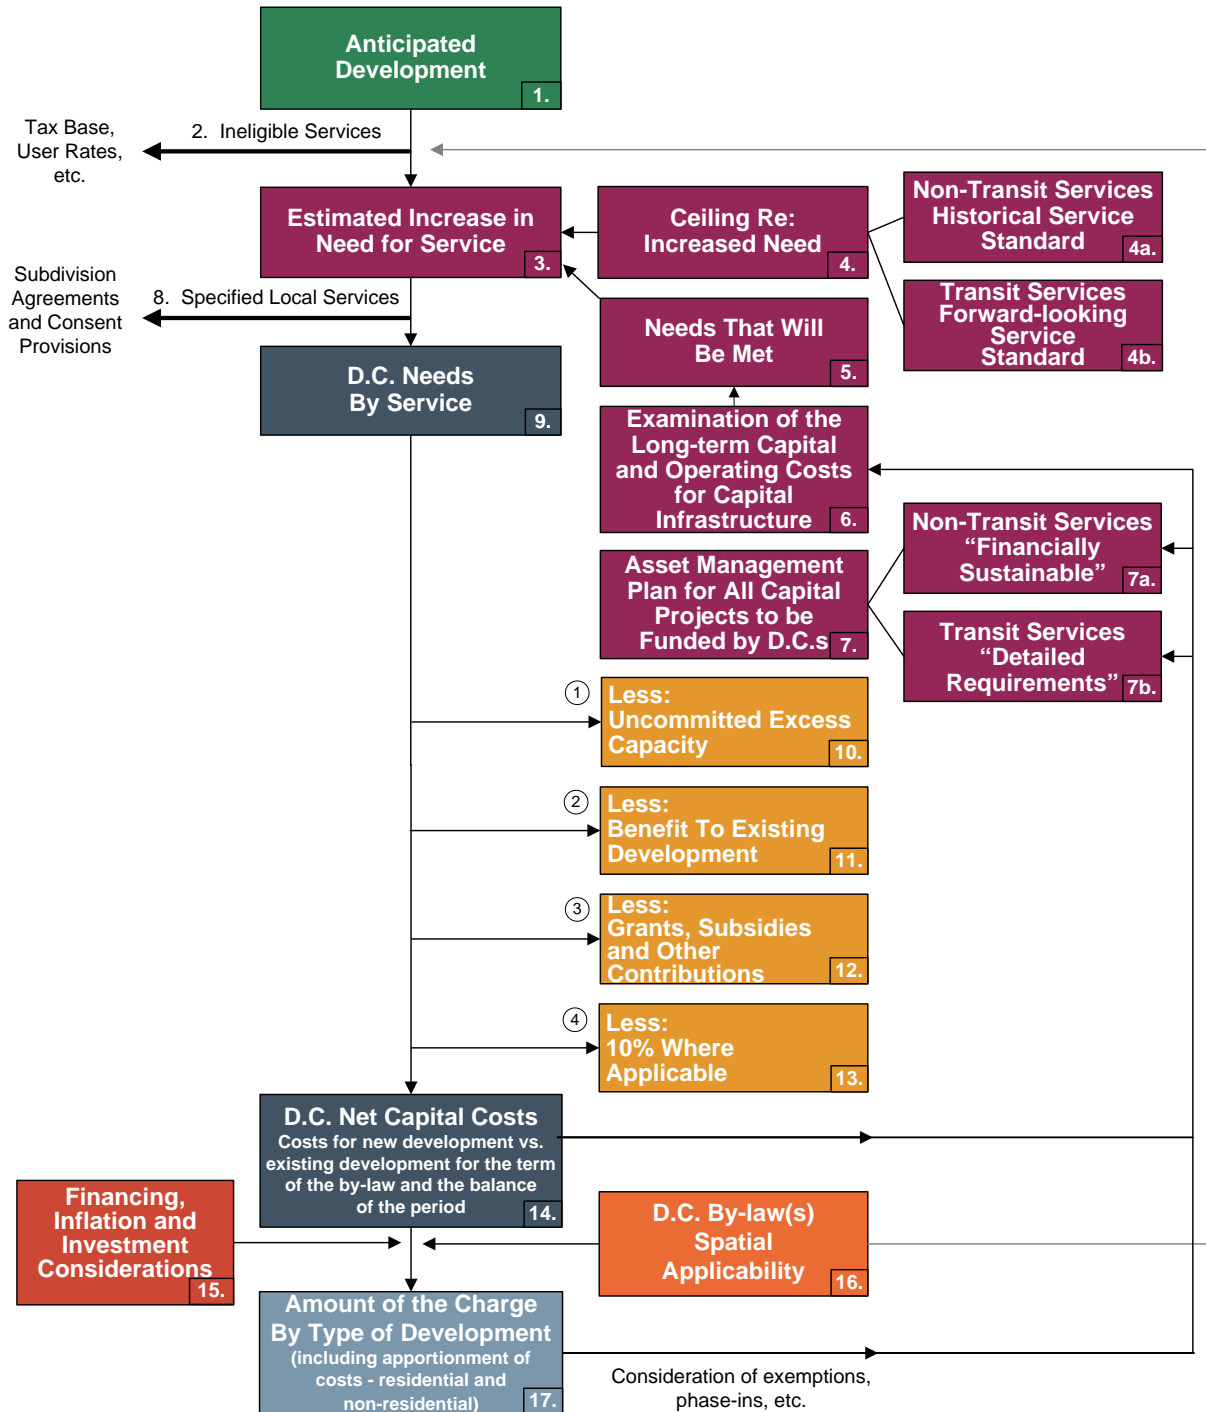 Anticipated
Development
1.
2. Ineligible Services
Tax Base,
User Rates,
etc.
Estimated Increase in
Need for Service
3.
Ceiling Re:
Increased Need
4.
Non-Transit Services
Historical Service
Standard
4a.
Transit Services
Forward-looking
Service
Standard
4b.
8. Specified Local Services
Subdivision
Agreements
and Consent
Provisions
Needs That Will
Be Met
5.
D.C. Needs
By Service
9.
Examination of the
Long-term Capital
and Operating Costs
for Capital
Infrastructure
6.
Non-Transit Services
“Financially
Sustainable”
7a.
Asset Management
Plan for All Capital
Projects to be
Funded by D.C.s
7.
Transit Services
“Detailed
Requirements”
7b.
1
Less:
Uncommitted Excess
Capacity
10.
2
Less:
Benefit To Existing
Development
11.
3
Less:
Grants, Subsidies
and Other
Contributions
12.
4
Less:
10% Where
Applicable
13.
D.C. Net Capital Costs
Costs for new development vs.
existing development for the term
of the by-law and the balance
of the period
14.
Financing,
Inflation and
Investment
Considerations
15.
D.C. By-law(s)
Spatial
Applicability
16.
Amount of the Charge
By Type of Development
(including apportionment of
costs - residential and
non-residential)
17.
Consideration of exemptions,
phase-ins, etc.